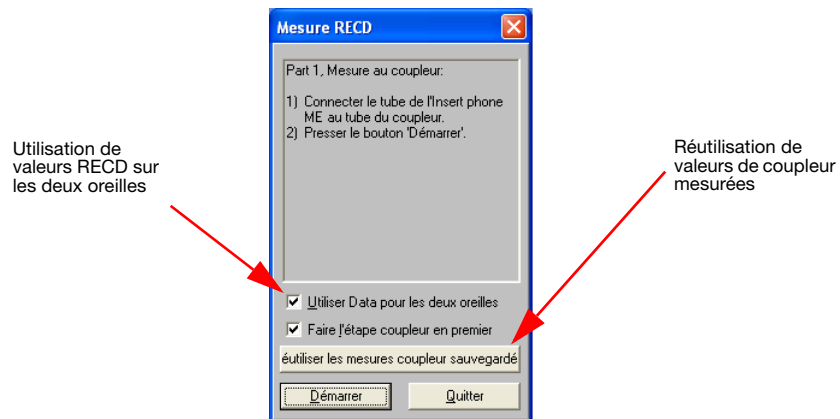 Mesure RECD
Part 1, Mesure au coupleur:
1) Connecter le tube de l'Insert phone
ME au tube du coupleur.
2) Presser le bouton 'Démarrer'.
Utilisation de
valeurs RECD sur
les deux oreilles
Réutilisation de
valeurs de coupleur
mesurées
Utiliser Data pour les deux oreilles
Faire l'étape coupleur en premier
éutiliser les mesures coupleur sauvegardé
Démarrer
Quitter